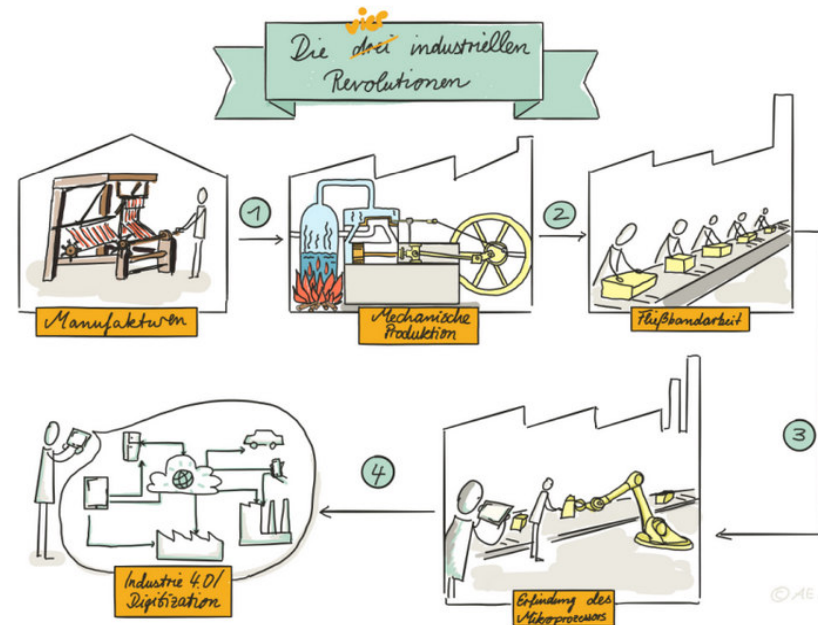 vier
Die drei industriellen
Revolutionen
1
2
Manufakturen
Mechanische
Produktion
Fließbandarbeit
3
4
Industrie 4.0/
Digitization
Erfindung des
Mikroprozessors
© AE